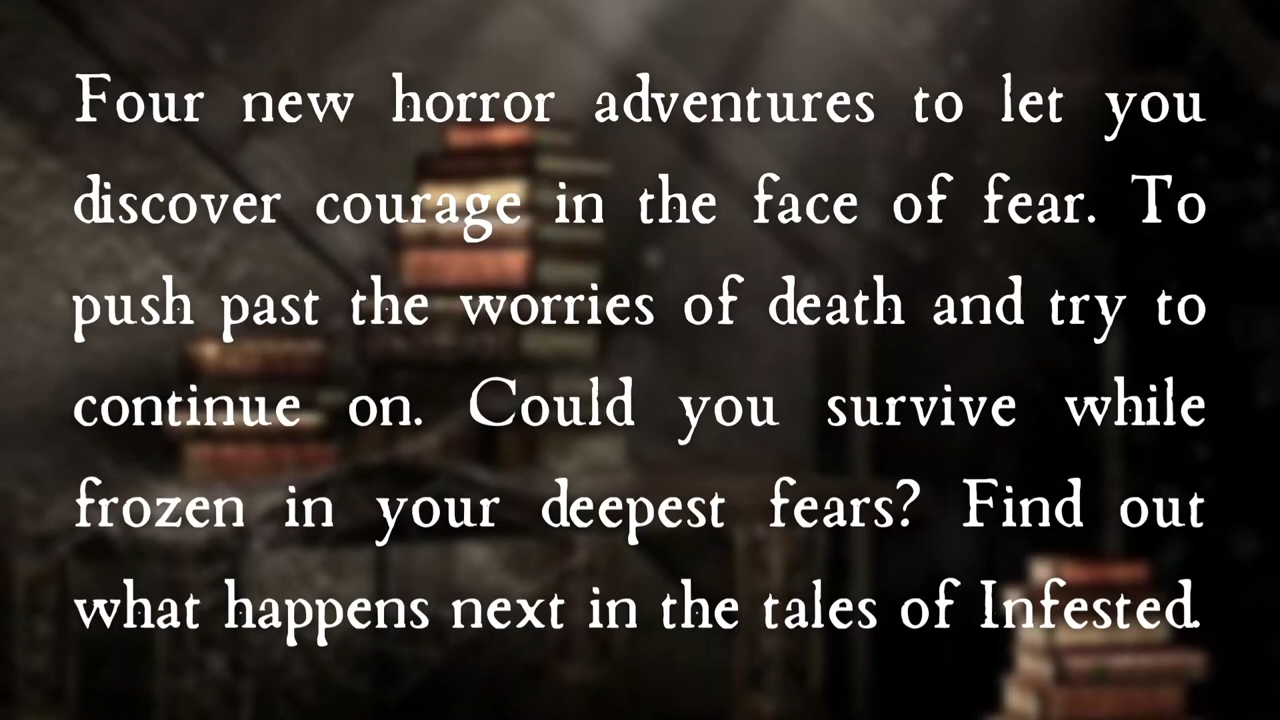 Four new horror adventures to let you
discover courage in the face of fear. To
push past the worries of death and try to
continue on. Could you survive while
frozen in your deepest fears? Find out
what happens next in the tales of Infested.